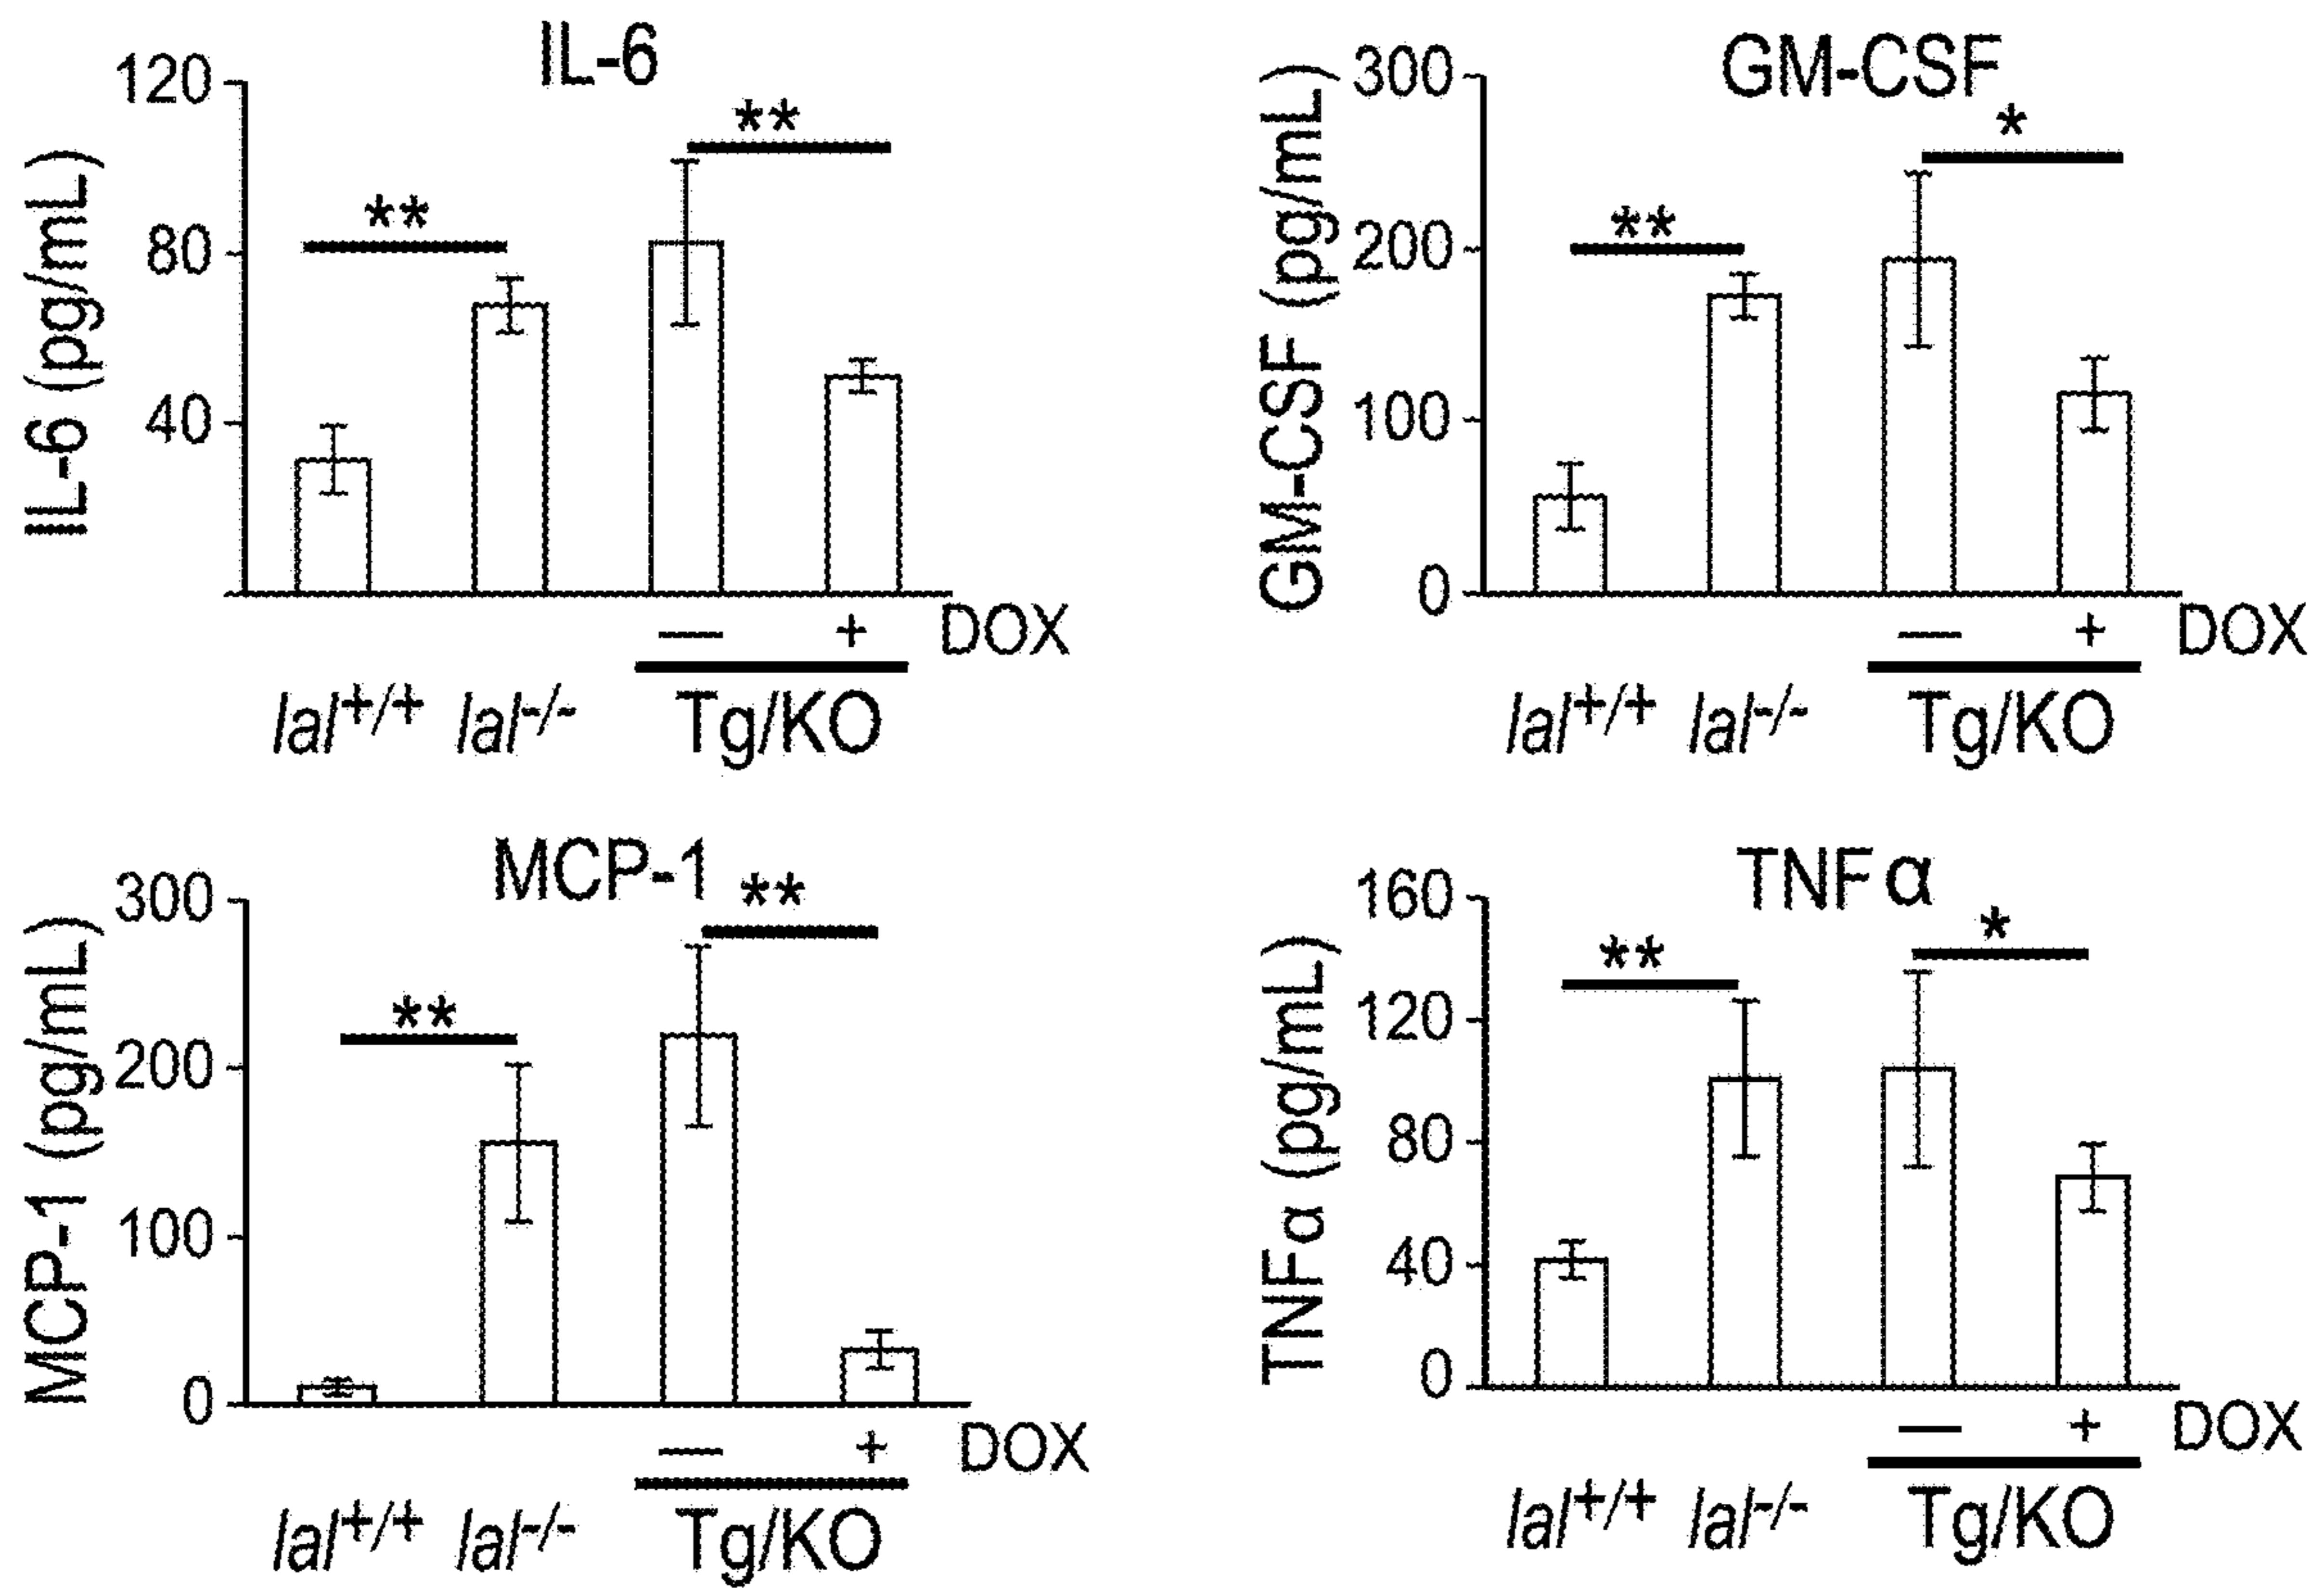 IL-6
IL-6 (pg/mL)
120
80
40
**
**
— + DOX
lal+/+ lal-/- Tg/KO
GM-CSF
GM-CSF (pg/mL)
300
200
100
0
**
*
— + DOX
lal+/+ lal-/- Tg/KO
MCP-1
MCP-1 (pg/mL)
300
200
100
0
**
**
— + DOX
lal+/+ lal-/- Tg/KO
TNFα
TNFα (pg/mL)
160
120
80
40
0
**
*
— + DOX
lal+/+ lal-/- Tg/KO